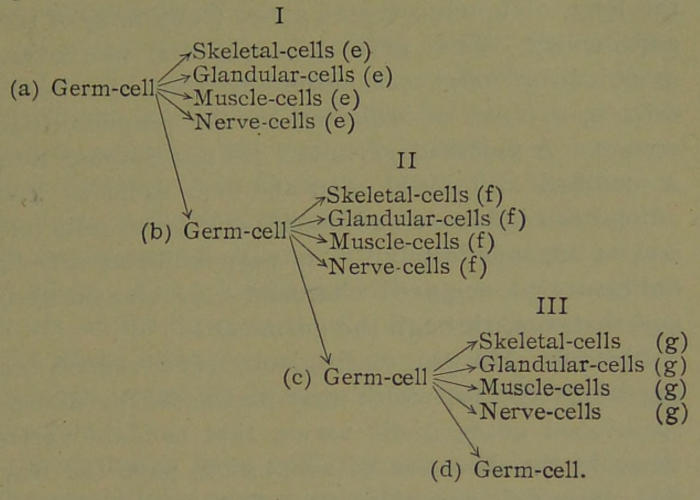 I
Skeletal-cells (e)
(a) Germ-cell Glandular-cells (e)
Muscle-cells (e)
Nerve-cells (e)
II
Skeletal-cells (f)
(b) Germ-cell Glandular-cells (f)
Muscle-cells (f)
Nerve-cells (f)
III
Skeletal-cells (g)
Glandular-cells (g)
(c) Germ-cell Muscle-cells (g)
Nerve-cells (g)
(d) Germ-cell.